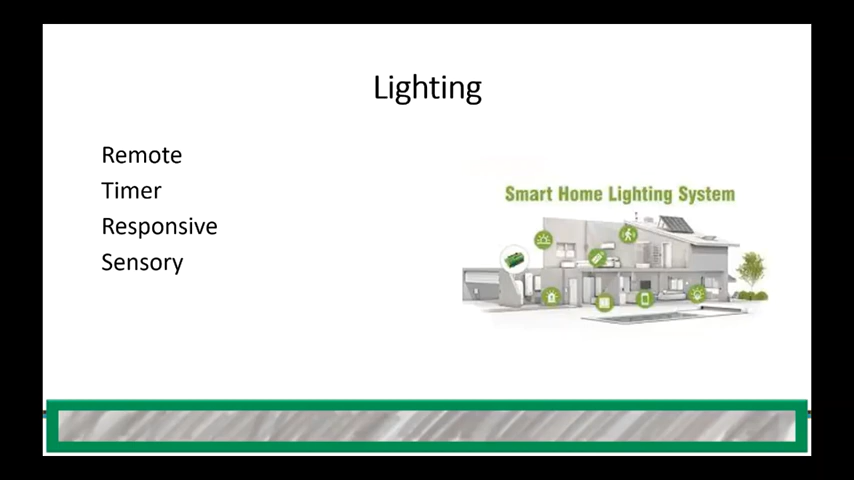 Lighting
Remote
Timer
Responsive
Sensory
Smart Home Lighting System